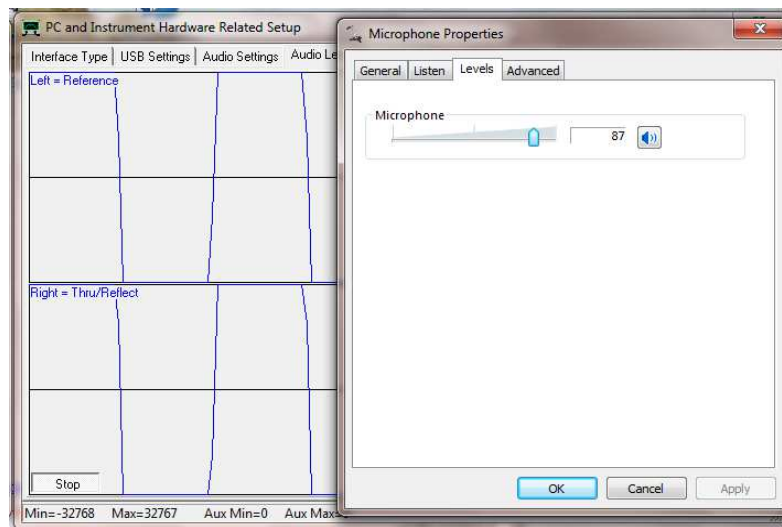 PC and Instrument Hardware Related Setup
Interface Type USB Settings Audio Settings Audio Le
Left = Reference
Right = Thru/Reflect
Stop
Min=-32768 Max=32767 Aux Min=0 Aux Max=
Microphone Properties
General Listen Levels Advanced
Microphone
87
OK Cancel Apply